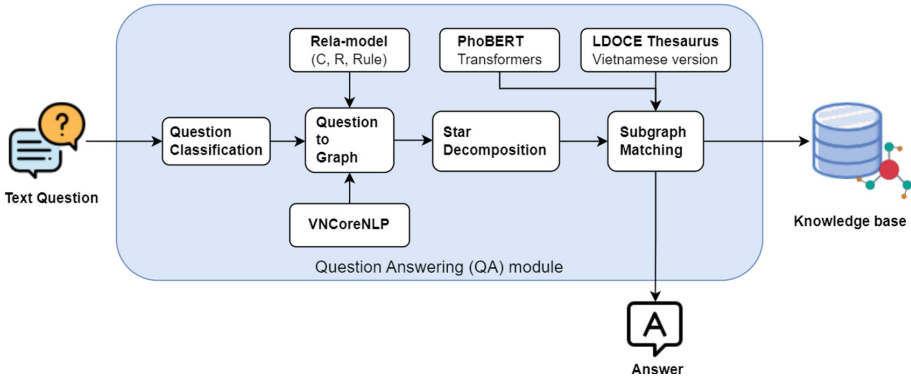 Rela-model
(C, R, Rule)
PhoBERT
Transformers
LDOCE Thesaurus
Vietnamese version
?
Text Question
Question
Classification
Question
to
Graph
Star
Decomposition
Subgraph
Matching
Knowledge base
VNCoreNLP
Question Answering (QA) module
A
Answer